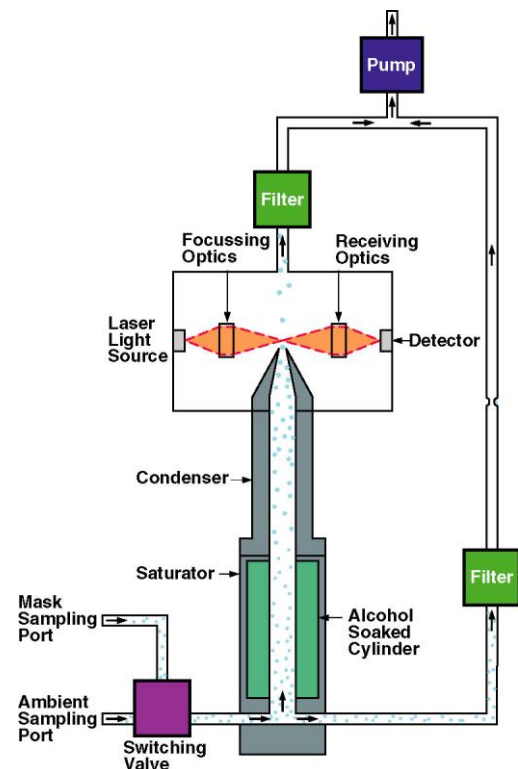 Pump
Filter
Focussing
Optics
Receiving
Optics
Laser
Light
Source
Detector
Condenser
Saturator
Filter
Mask
Sampling
Port
Alcohol
Soaked
Cylinder
Ambient
Sampling
Port
Switching
Valve